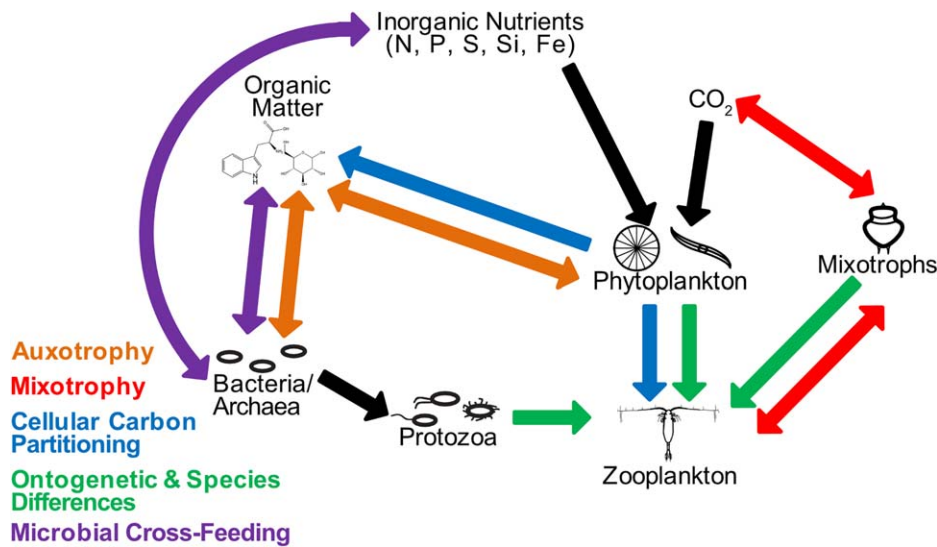 Inorganic Nutrients
(N, P, S, Si, Fe)
Organic
Matter
CO2
Phytoplankton
Mixotrophs
Bacteria/
Archaea
Protozoa
Zooplankton
Auxotrophy
Mixotrophy
Cellular Carbon
Partitioning
Ontogenetic & Species
Differences
Microbial Cross-Feeding